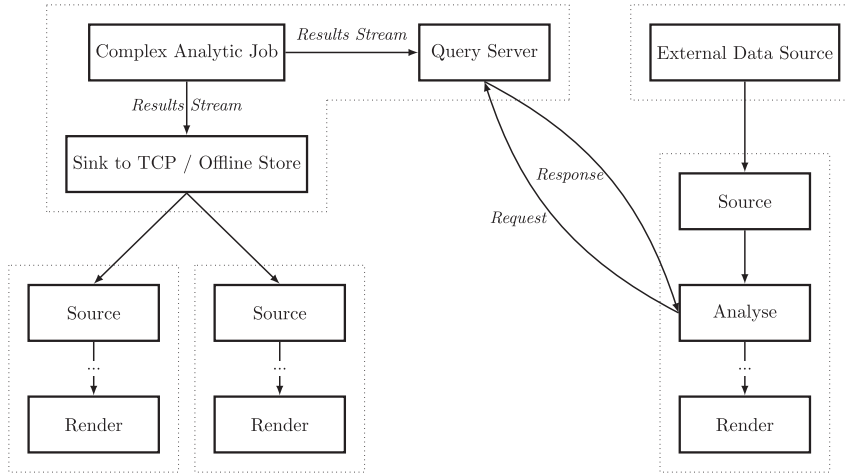 Complex Analytic Job
Results Stream
Query Server
External Data Source
Results Stream
Sink to TCP / Offline Store
Response
Request
Source
Source
Source
Analyse
...
...
Render
Render
...
Render